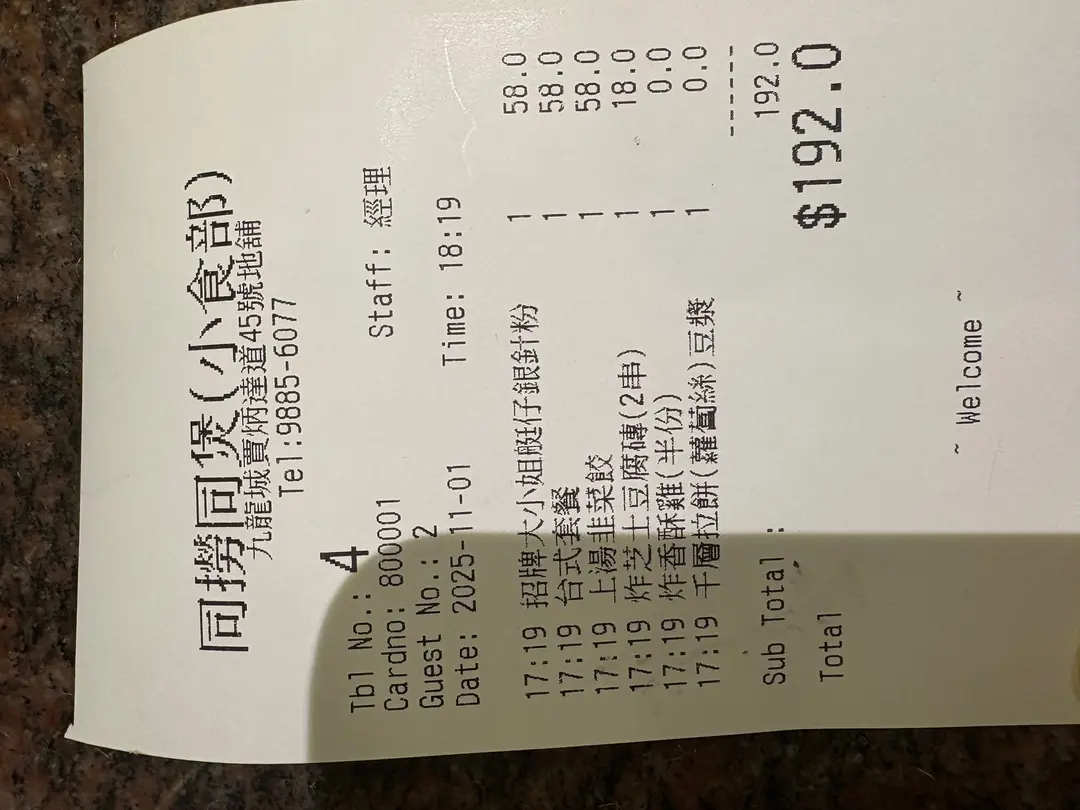 同撈同煲(小食部)
九龍城賈炳達道45號地舖
Tel:9885-6077
Tbl No.: 4
Cardno: 800001 Staff: 經理
Guest No.: 2
Date: 2025-11-01 Time: 18:19
17:19 招牌大小姐艇仔銀針粉 1 58.0
17:19 台式套餐 1 58.0
17:19 上湯韭菜餃 1 58.0
17:19 炸芝士豆腐磚(2串) 1 18.0
17:19 炸香酥雞(半份) 1 0.0
17:19 千層拉餅(蘿蔔絲)豆漿 1 0.0
------
Sub Total : 192.0
Total $192.0
~ Welcome ~